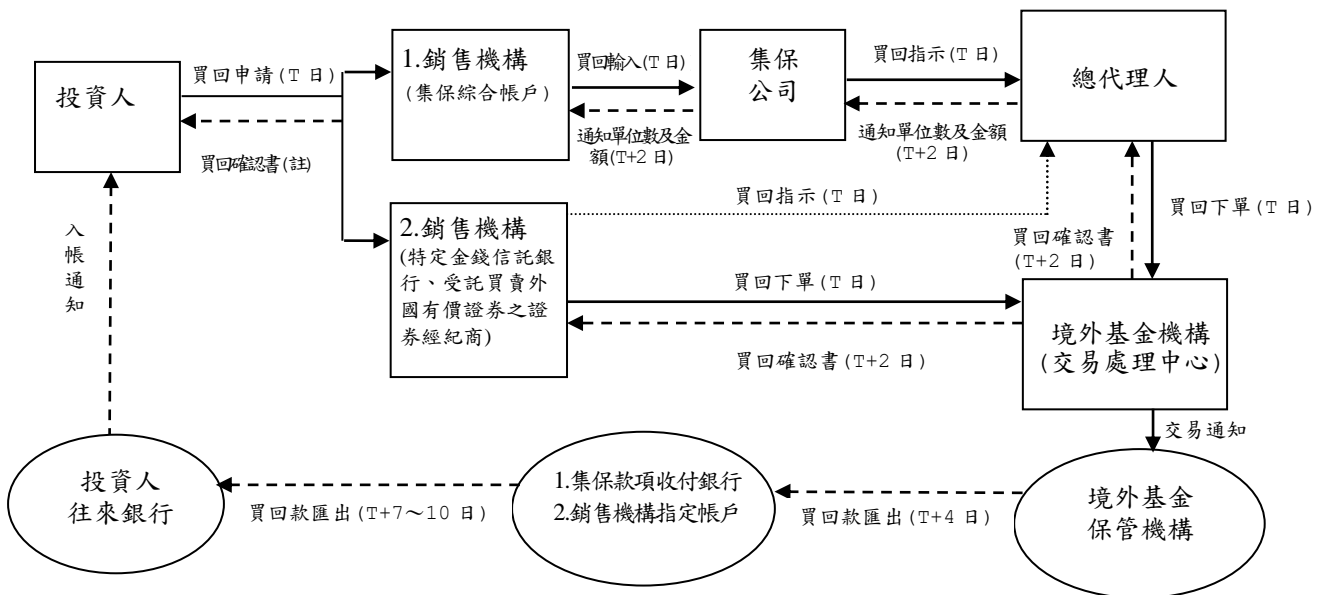 投資人
買回申請(T 日)
買回確認書(註)
1.銷售機構
(集保綜合帳戶)
買回輸入(T 日)
通知單位數及金
額(T+2 日)
集保
公司
買回指示(T 日)
通知單位數及金額
(T+2 日)
總代理人
買回指示(T 日)
2.銷售機構
(特定金錢信託銀
行、受託買賣外
國有價證券之證
券經紀商)
買回下單(T 日)
買回確認書(T+2 日)
買回確認書
(T+2 日)
買回下單(T 日)
境外基金機構
(交易處理中心)
交易通知
境外基金
保管機構
買回款匯出(T+4 日)
1.集保款項收付銀行
2.銷售機構指定帳戶
買回款匯出(T+7～10 日)
投資人
往來銀行
入
帳
通
知